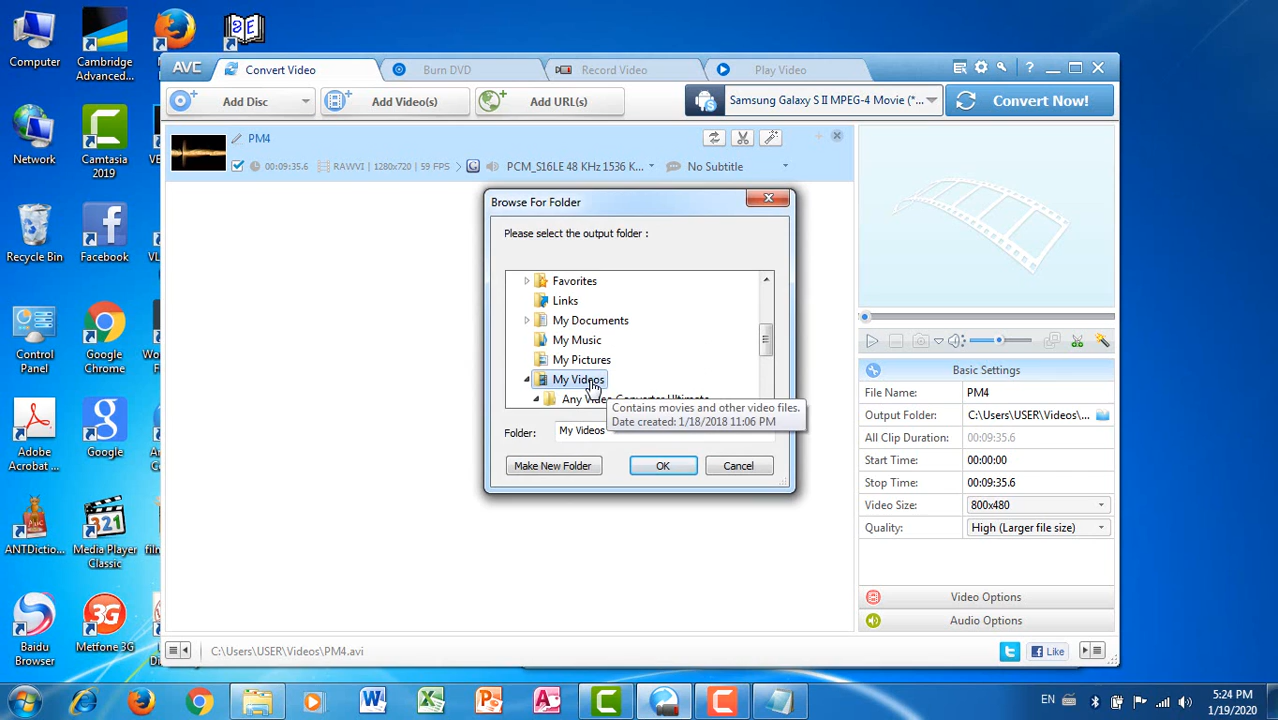 Computer
Cambridge Advanced...
Æ
AVE
Convert Video
Burn DVD
Record Video
Play Video
Add Disc
Add Video(s)
Add URL(s)
Samsung Galaxy S II MPEG-4 Movie (*...
Convert Now!
PM4
00:09:35.6
RAWVI | 1280x720 | 59 FPS
PCM_S16LE 48 KHz 1536 K...
No Subtitle
Browse For Folder
Please select the output folder :
Favorites
Links
My Documents
My Music
My Pictures
My Videos
Any Video Converter Ultimate
Contains movies and other video files.
Date created: 1/18/2018 11:06 PM
Folder:
My Videos
Make New Folder
OK
Cancel
Basic Settings
File Name:
PM4
Output Folder:
C:\Users\USER\Videos\...
All Clip Duration:
00:09:35.6
Start Time:
00:00:00
Stop Time:
00:09:35.6
Video Size:
800x480
Quality:
High (Larger file size)
Video Options
Audio Options
C:\Users\USER\Videos\PM4.avi
Like
Network
Camtasia 2019
Recycle Bin
Facebook
Control Panel
Google Chrome
Adobe Acrobat ...
Google
ANTDictio...
321
Media Player Classic
Baidu Browser
3G
Metfone 3G
EN
5:24 PM
1/19/2020